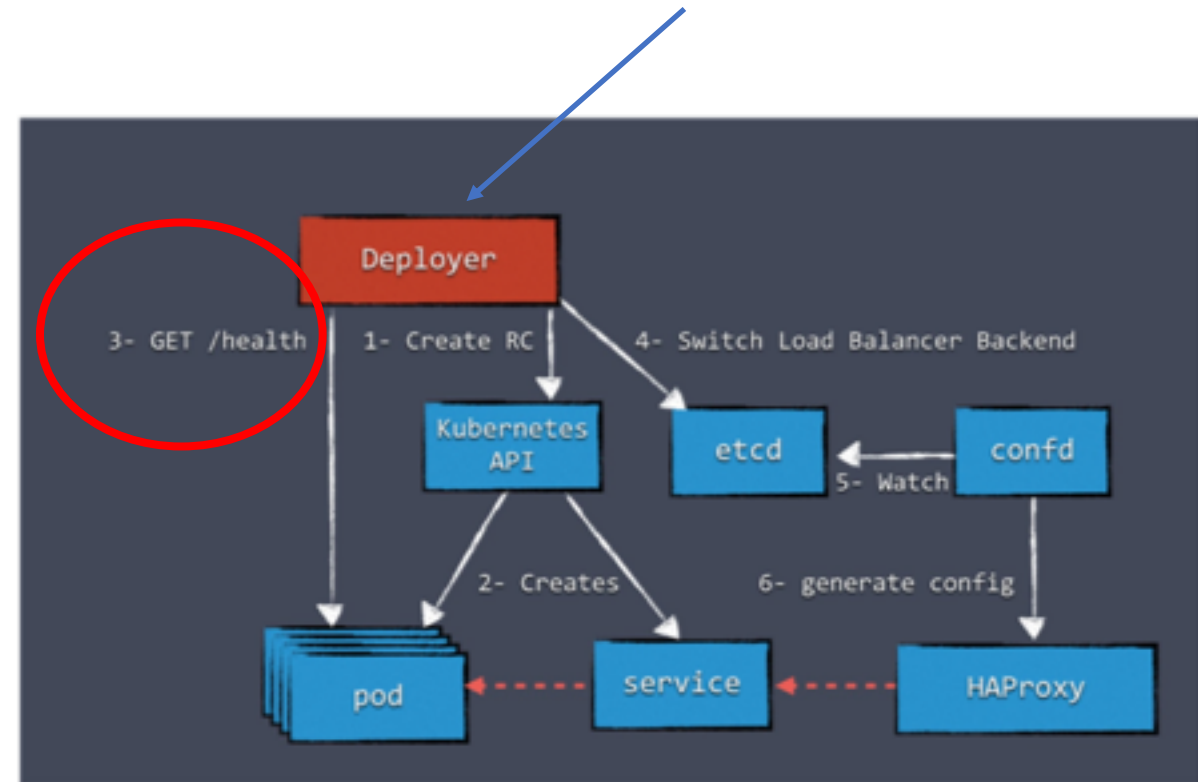 Deployer
3- GET /health
1- Create RC
4- Switch Load Balancer Backend
Kubernetes
API
etcd
confd
5- Watch
2- Creates
6- generate config
pod
service
HAProxy